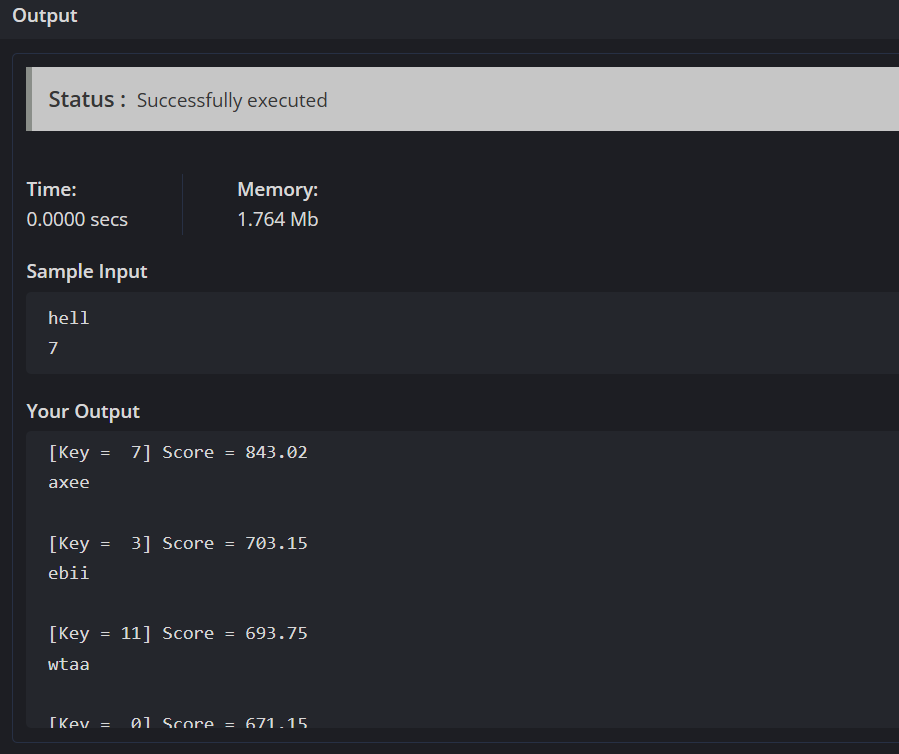 Output
Status : Successfully executed
Time:
Memory:
0.0000 secs
1.764 Mb
Sample Input
hell
7
Your Output
[Key =  7] Score = 843.02
axee
[Key =  3] Score = 703.15
ebii
[Key = 11] Score = 693.75
wtaa
[Key =  0] Score = 671.15